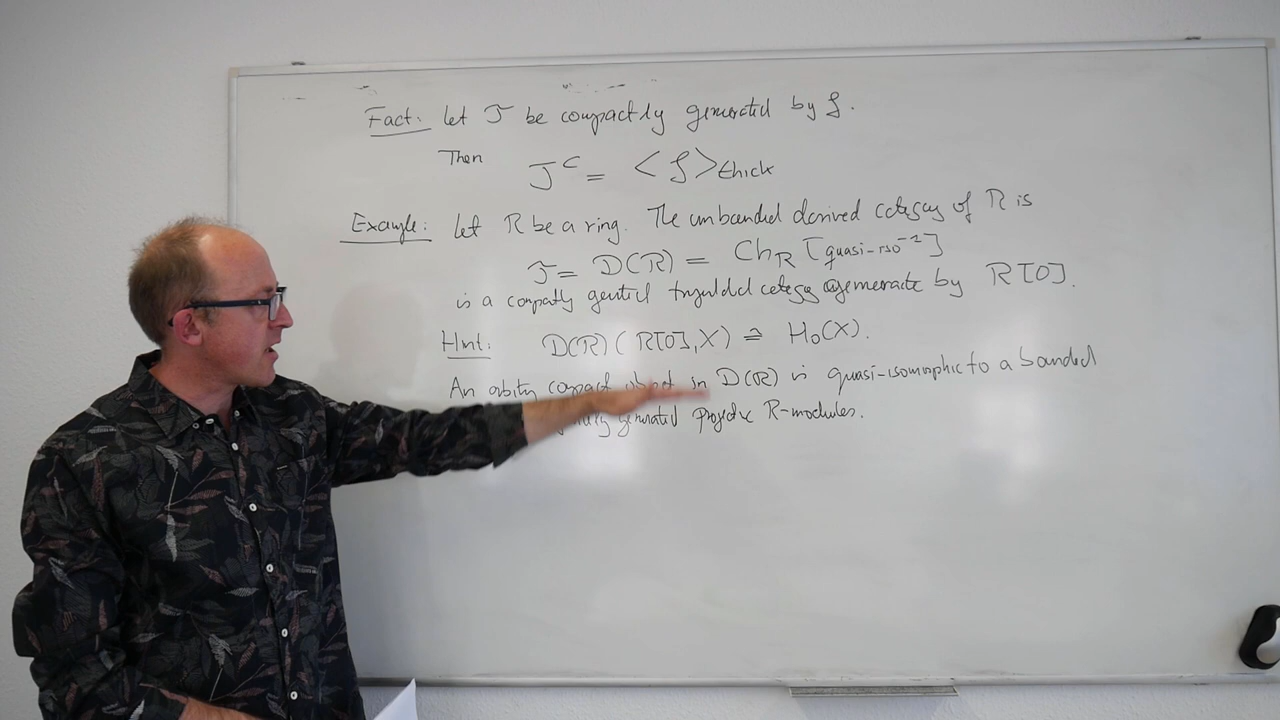 Fact: let T be compactly generated by S.
Then T^c = <S>thick
Example: let R be a ring. The unbounded derived category of R is
T = D(R) = Ch_R [quasi-iso^-1]
is a compactly generated triangulated category generated by R[0].
Hint: D(R)(R[0], X) ≅ H_0(X).
An arbitrary compact object in D(R) is quasi-isomorphic to a bounded
generated projective R-modules.